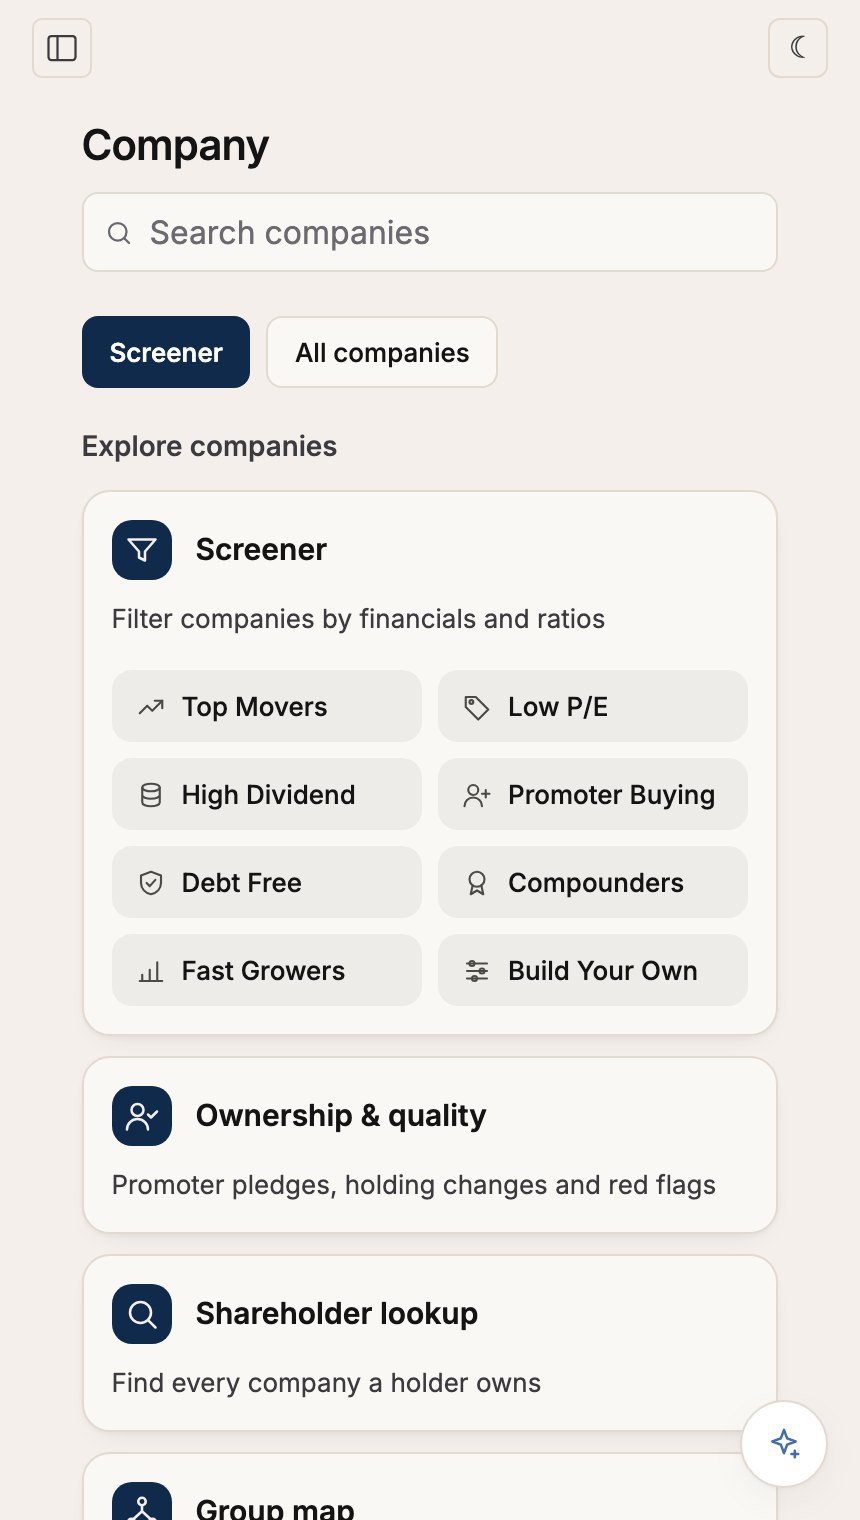 Company
Search companies
Screener
All companies
Explore companies
Screener
Filter companies by financials and ratios
Top Movers
Low P/E
High Dividend
Promoter Buying
Debt Free
Compounders
Fast Growers
Build Your Own
Ownership & quality
Promoter pledges, holding changes and red flags
Shareholder lookup
Find every company a holder owns
Group map